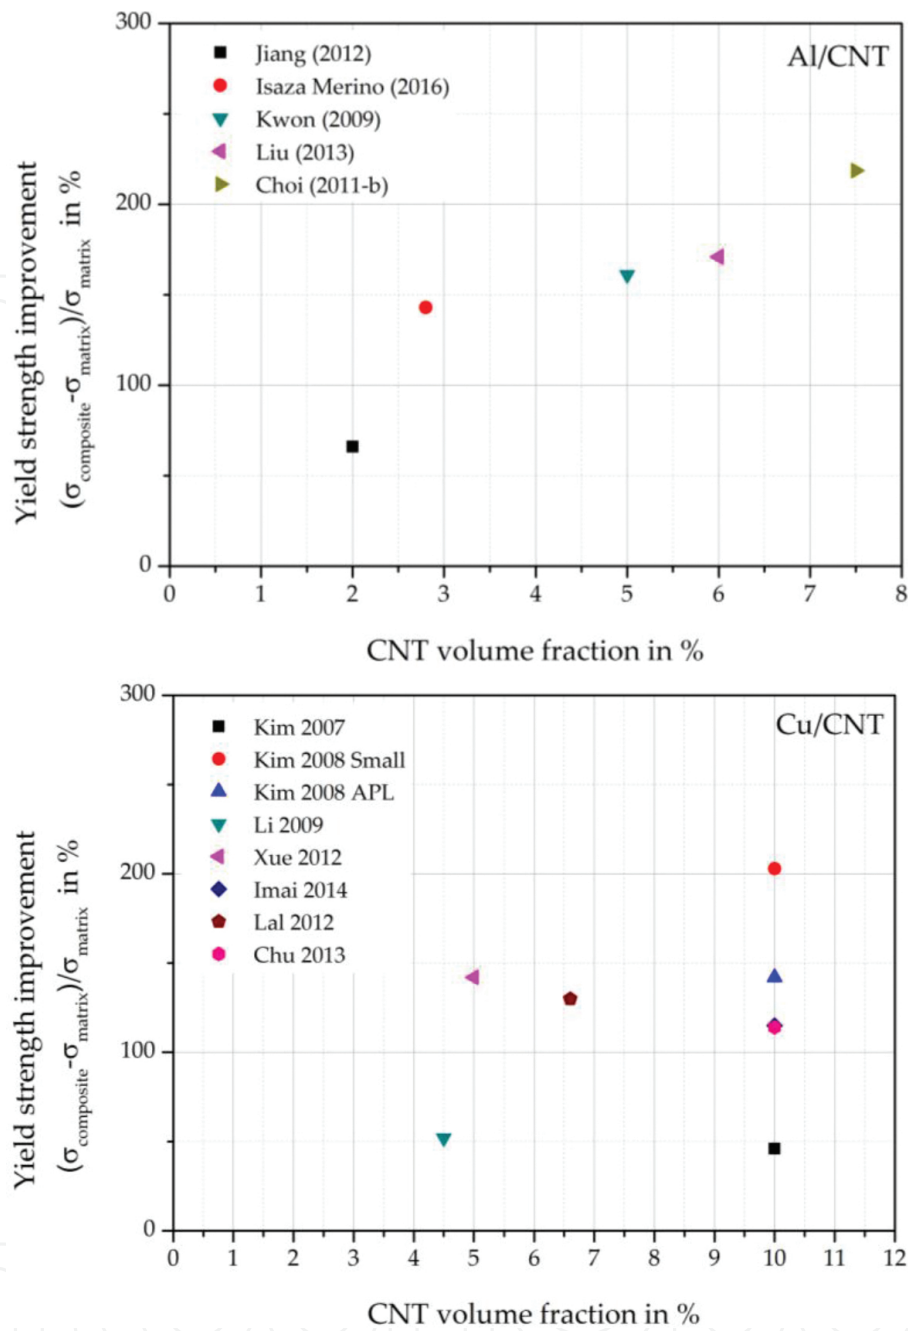 300
Al/CNT
Jiang (2012)
Isaza Merino (2016)
Kwon (2009)
Liu (2013)
Choi (2011-b)
200
100
0
Yield strength improvement
(σcomposite-σmatrix)/σmatrix in %
0 1 2 3 4 5 6 7 8
CNT volume fraction in %
300
Cu/CNT
Kim 2007
Kim 2008 Small
Kim 2008 APL
Li 2009
Xue 2012
Imai 2014
Lal 2012
Chu 2013
200
100
0
Yield strength improvement
(σcomposite-σmatrix)/σmatrix in %
0 1 2 3 4 5 6 7 8 9 10 11 12
CNT volume fraction in %